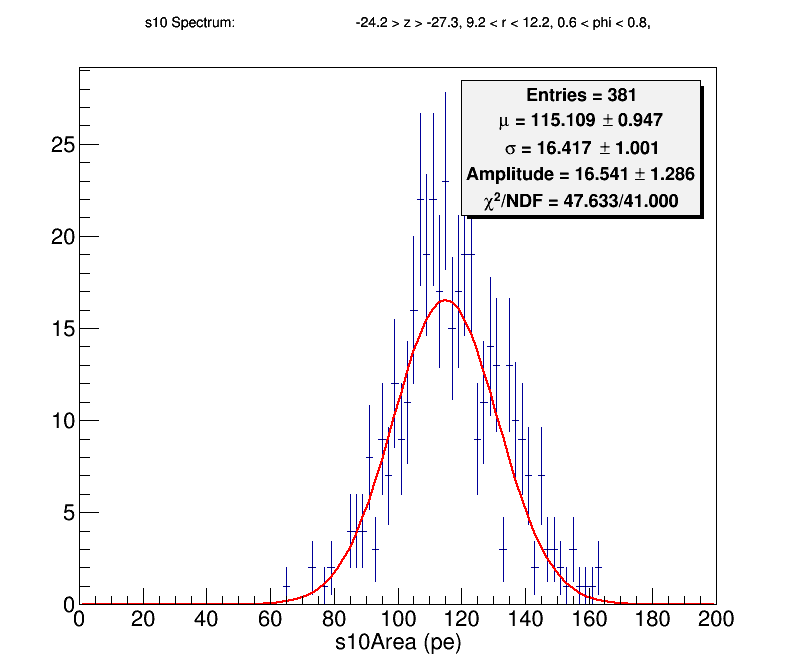 s10 Spectrum: -24.2 > z > -27.3, 9.2 < r < 12.2, 0.6 < phi < 0.8,
Entries = 381
μ = 115.109 ± 0.947
σ = 16.417 ± 1.001
Amplitude = 16.541 ± 1.286
χ²/NDF = 47.633/41.000
25
20
15
10
5
0
0 20 40 60 80 100 120 140 160 180 200
s10Area (pe)